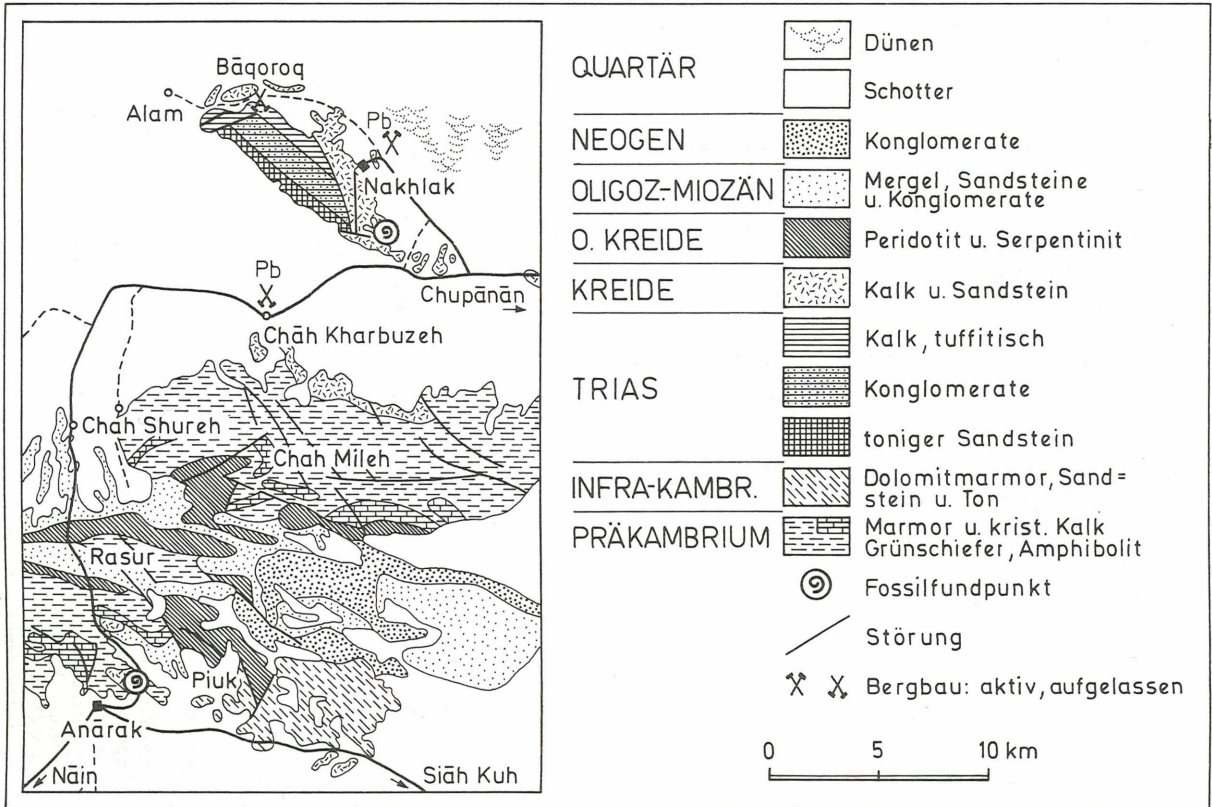 Bāqoroq
Alam
Pb
Nakhlak
Pb
Chupānān
Chāh Kharbuzeh
Chah Shureh
Chah Mileh
Rasur
Piuk
Anārak
Nāin
Siāh Kuh
QUARTÄR
Dünen
Schotter
NEOGEN
Konglomerate
OLIGOZ.-MIOZÄN
Mergel, Sandsteine
u. Konglomerate
O. KREIDE
Peridotit u. Serpentinit
KREIDE
Kalk u. Sandstein
TRIAS
Kalk, tuffitisch
Konglomerate
toniger Sandstein
INFRA-KAMBR.
Dolomitmarmor, Sand=
stein u. Ton
PRÄKAMBRIUM
Marmor u. krist. Kalk
Grünschiefer, Amphibolit
Fossilfundpunkt
Störung
Bergbau: aktiv, aufgelassen
0 5 10 km